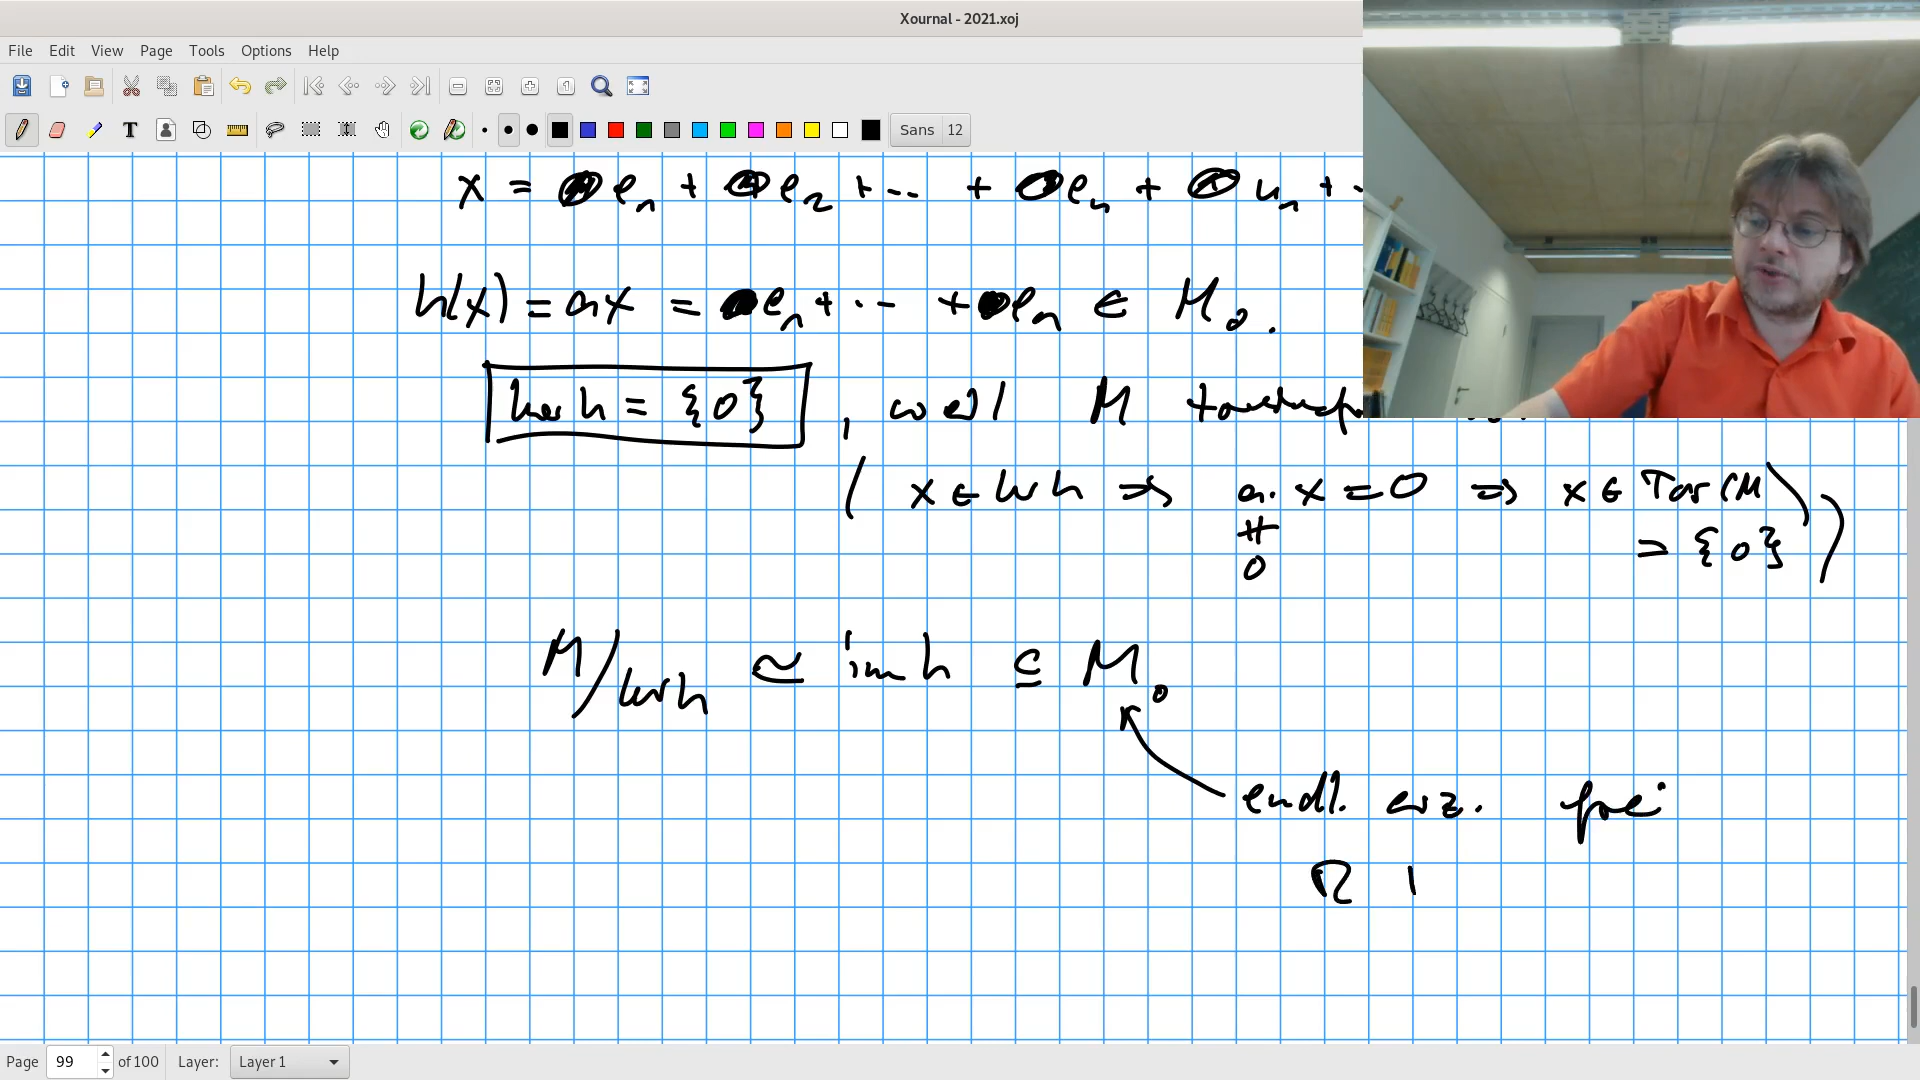 Xournal - 2021.xoj
File Edit View Page Tools Options Help
Sans 12
x = e₁ + e₂ + ... + eₙ + u₁ +
h(x) = ax = e₁ + ... + eₙ ∈ M₀.
ker h = {0}, weil M
(x ∈ ker h ⇒ a · x = 0 ⇒ x ∈ Tor(M)
≠ = {0})
0
M/ker h ≃ im h ⊆ M₀
endl. erz. frei
R I
Page 99 of 100 Layer: Layer 1